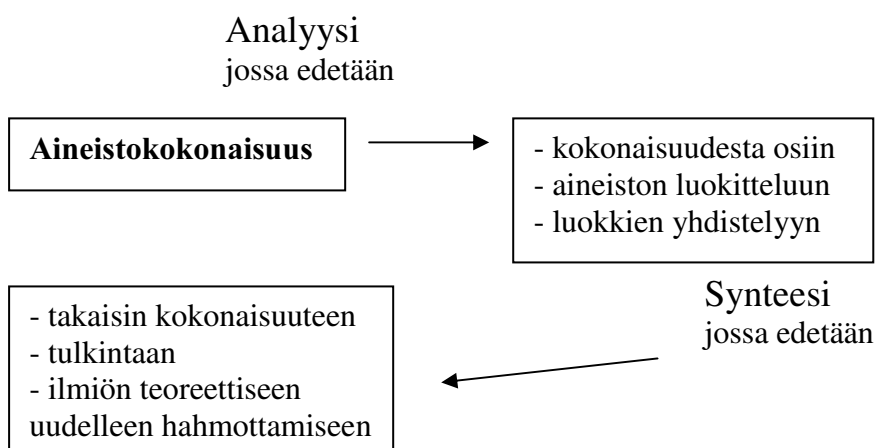 Analyysi
jossa edetään
Aineistokokonaisuus
- kokonaisuudesta osiin
- aineiston luokitteluun
- luokkien yhdistelyyn
Synteesi
jossa edetään
- takaisin kokonaisuuteen
- tulkintaan
- ilmiön teoreettiseen
uudelleen hahmottamiseen